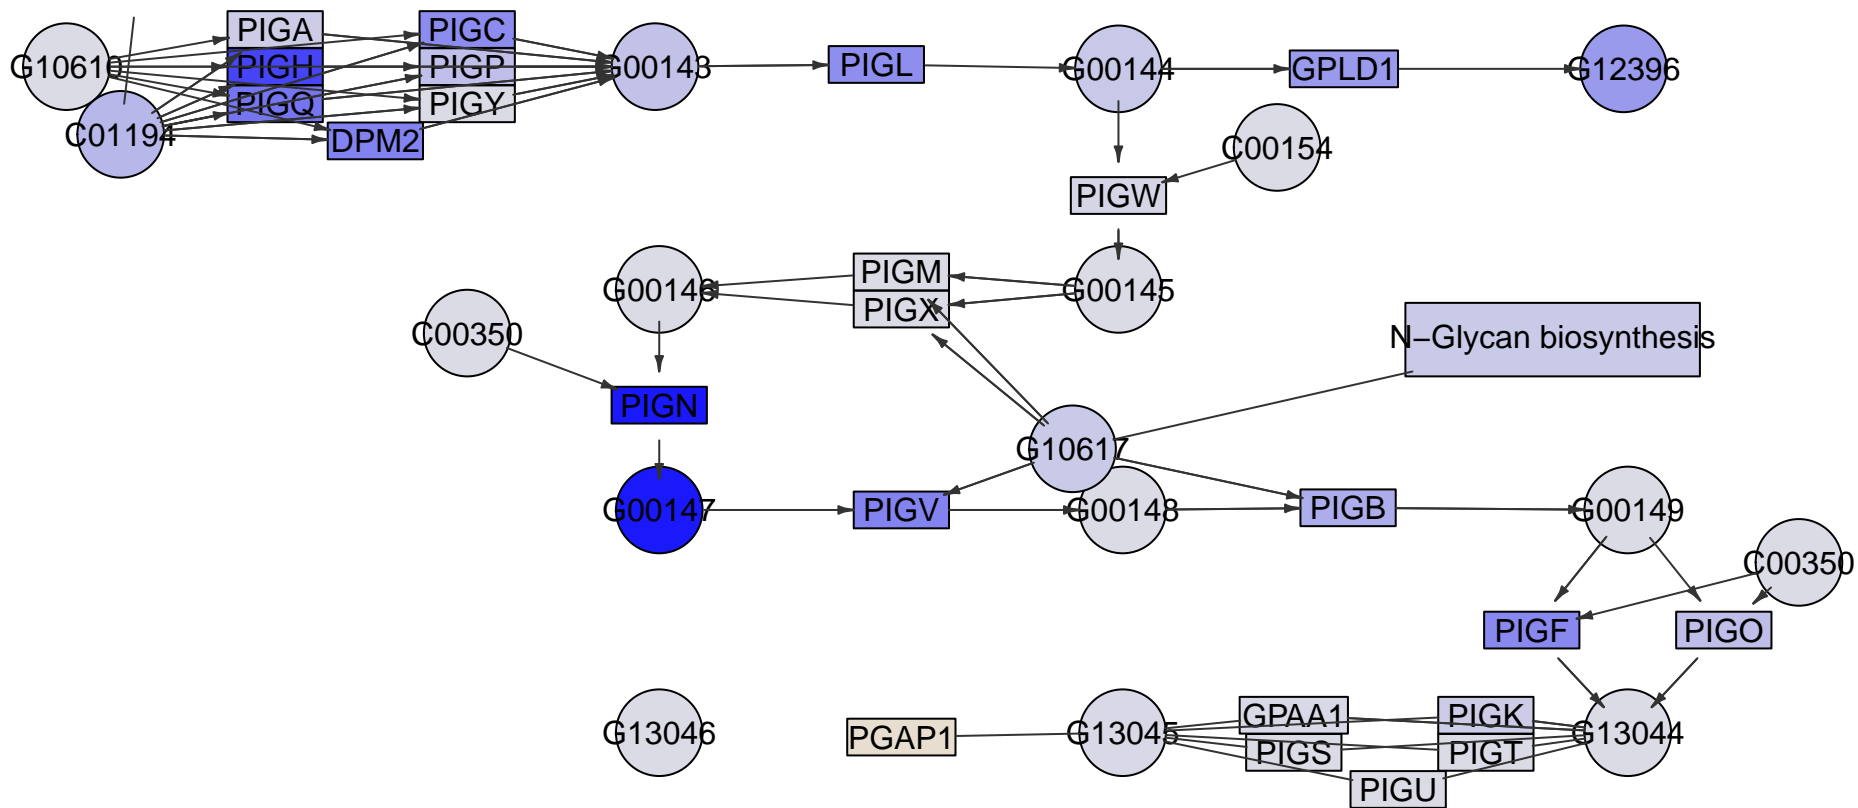 PIGA
PIGC
G10610
PIGH
PIGP
G00143
PIGL
G00144
GPLD1
G12396
PIGQ
PIGY
C01194
DPM2
C00154
PIGW
PIGM
G00146
G00145
PIGX
C00350
N−Glycan biosynthesis
PIGN
G10617
G00147
PIGV
G00148
PIGB
G00149
C00350
PIGF
PIGO
GPAA1
PIGK
G13046
PGAP1
G13045
G13044
PIGS
PIGT
PIGU